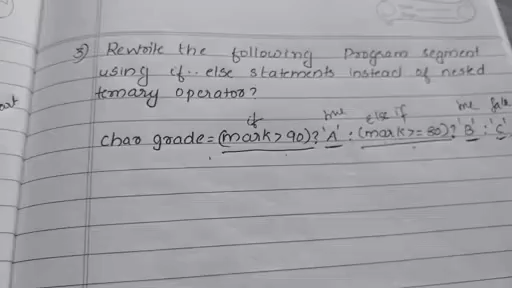 3) Rewrite the following Program segment
using if.. else statements instead of nested
ternary operator?
if true else if true false
char grade = (mark > 90)? 'A' : (mark >= 80)? 'B' : 'C'